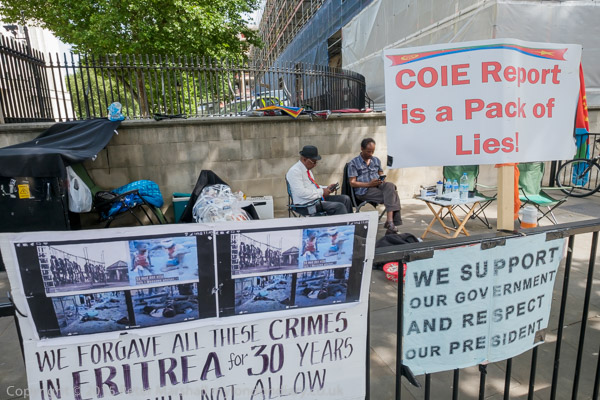 COIE Report
is a Pack of
Lies!
WE SUPPORT
OUR GOVERNMENT
AND RESPECT
OUR PRESIDENT
WE FORGAVE ALL THESE CRIMES
IN ERITREA for 30 YEARS
NOT ALLOW